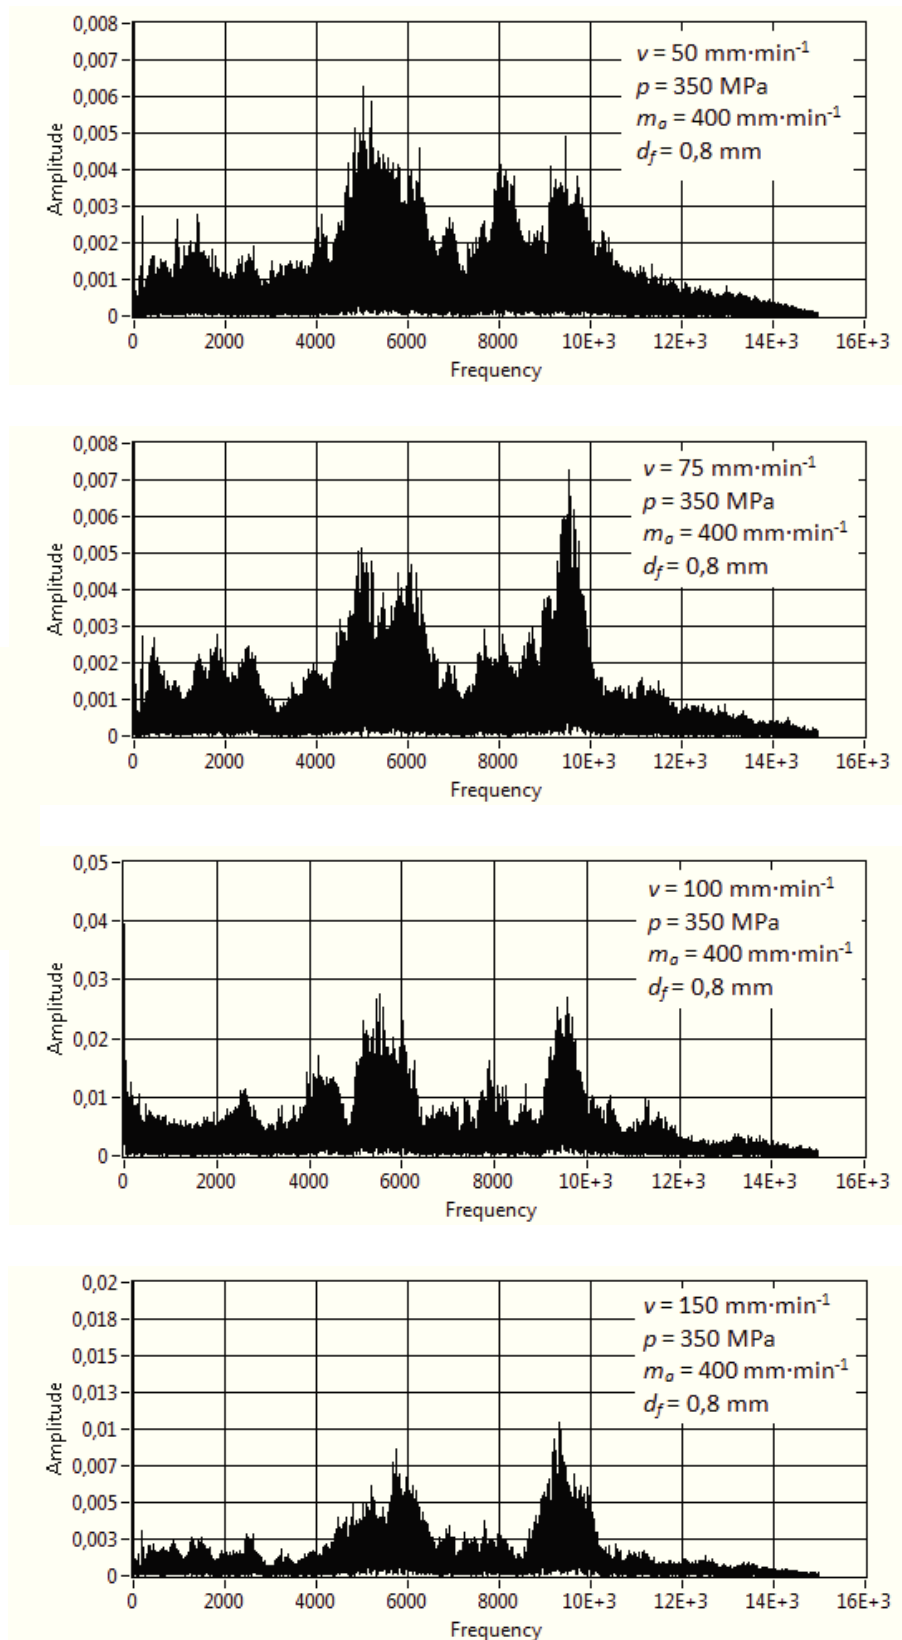 0,008
0,007
0,006
0,005
0,004
0,003
0,002
0,001
0
Amplitude
v = 50 mm·min⁻¹
p = 350 MPa
mₐ = 400 mm·min⁻¹
d_f = 0,8 mm
0 2000 4000 6000 8000 10E+3 12E+3 14E+3 16E+3
Frequency
0,008
0,007
0,006
0,005
0,004
0,003
0,002
0,001
0
Amplitude
v = 75 mm·min⁻¹
p = 350 MPa
mₐ = 400 mm·min⁻¹
d_f = 0,8 mm
0 2000 4000 6000 8000 10E+3 12E+3 14E+3 16E+3
Frequency
0,05
0,04
0,03
0,02
0,01
0
Amplitude
v = 100 mm·min⁻¹
p = 350 MPa
mₐ = 400 mm·min⁻¹
d_f = 0,8 mm
0 2000 4000 6000 8000 10E+3 12E+3 14E+3 16E+3
Frequency
0,02
0,018
0,015
0,013
0,01
0,007
0,005
0,003
0
Amplitude
v = 150 mm·min⁻¹
p = 350 MPa
mₐ = 400 mm·min⁻¹
d_f = 0,8 mm
0 2000 4000 6000 8000 10E+3 12E+3 14E+3 16E+3
Frequency